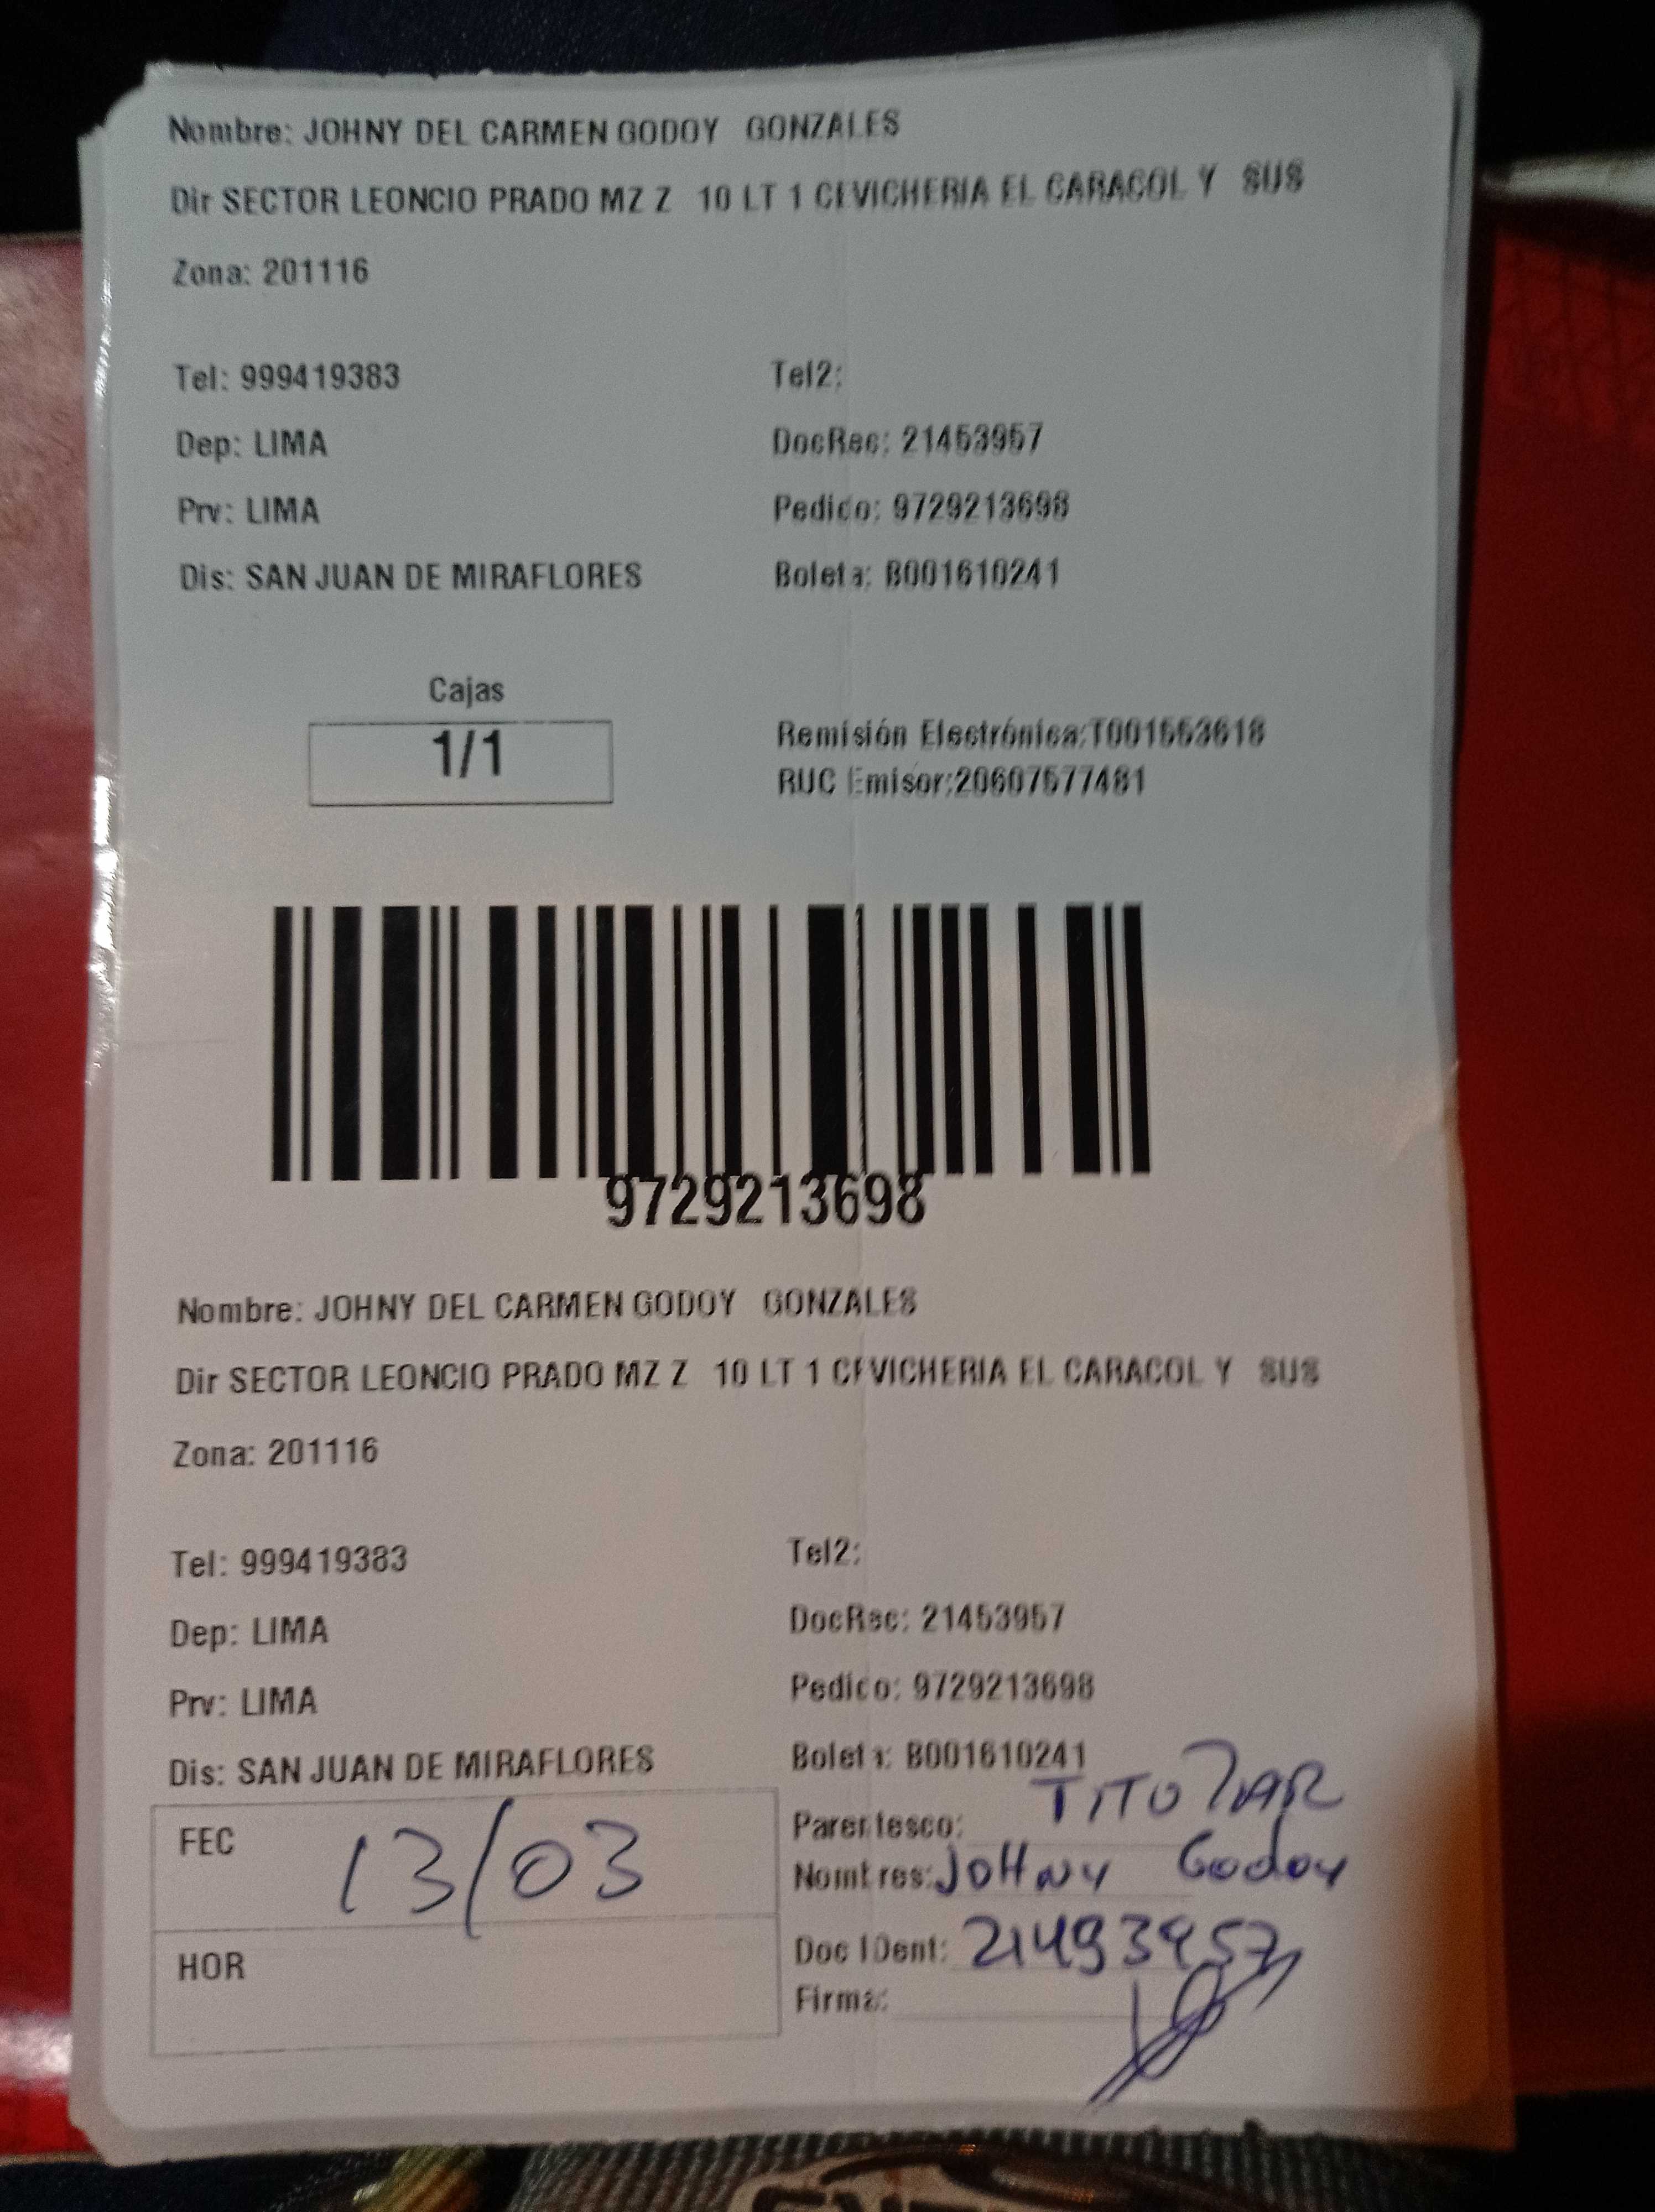 Nombre: JOHNY DEL CARMEN GODOY GONZALES
Dir SECTOR LEONCIO PRADO MZ Z 10 LT 1 CEVICHERIA EL CARACOL Y SUS
Zona: 201116
Tel: 999419383 Tel2:
Dep: LIMA DocRec: 21453957
Prv: LIMA Pedido: 9729213698
Dis: SAN JUAN DE MIRAFLORES Boleta: B001610241
Cajas
1/1
Remisión Electrónica:T001553618
RUC Emisor:20607577481
9729213698
Nombre: JOHNY DEL CARMEN GODOY GONZALES
Dir SECTOR LEONCIO PRADO MZ Z 10 LT 1 CEVICHERIA EL CARACOL Y SUS
Zona: 201116
Tel: 999419383 Tel2:
Dep: LIMA DocRec: 21453957
Prv: LIMA Pedido: 9729213698
Dis: SAN JUAN DE MIRAFLORES Boleta: B001610241
FEC 13/03
HOR
Parentesco: TITULAR
Nombres: JOHNY Godoy
Doc IDent: 21453957
Firma: